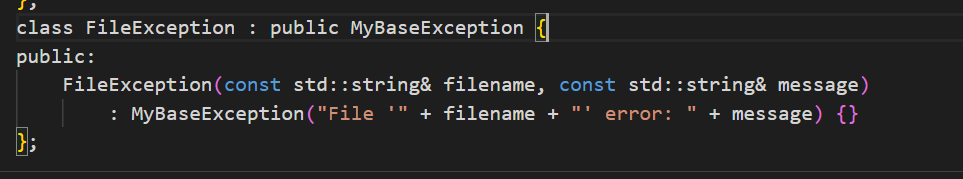 };
class FileException : public MyBaseException {
public:
    FileException(const std::string& filename, const std::string& message)
        : MyBaseException("File '" + filename + "' error: " + message) {}
};